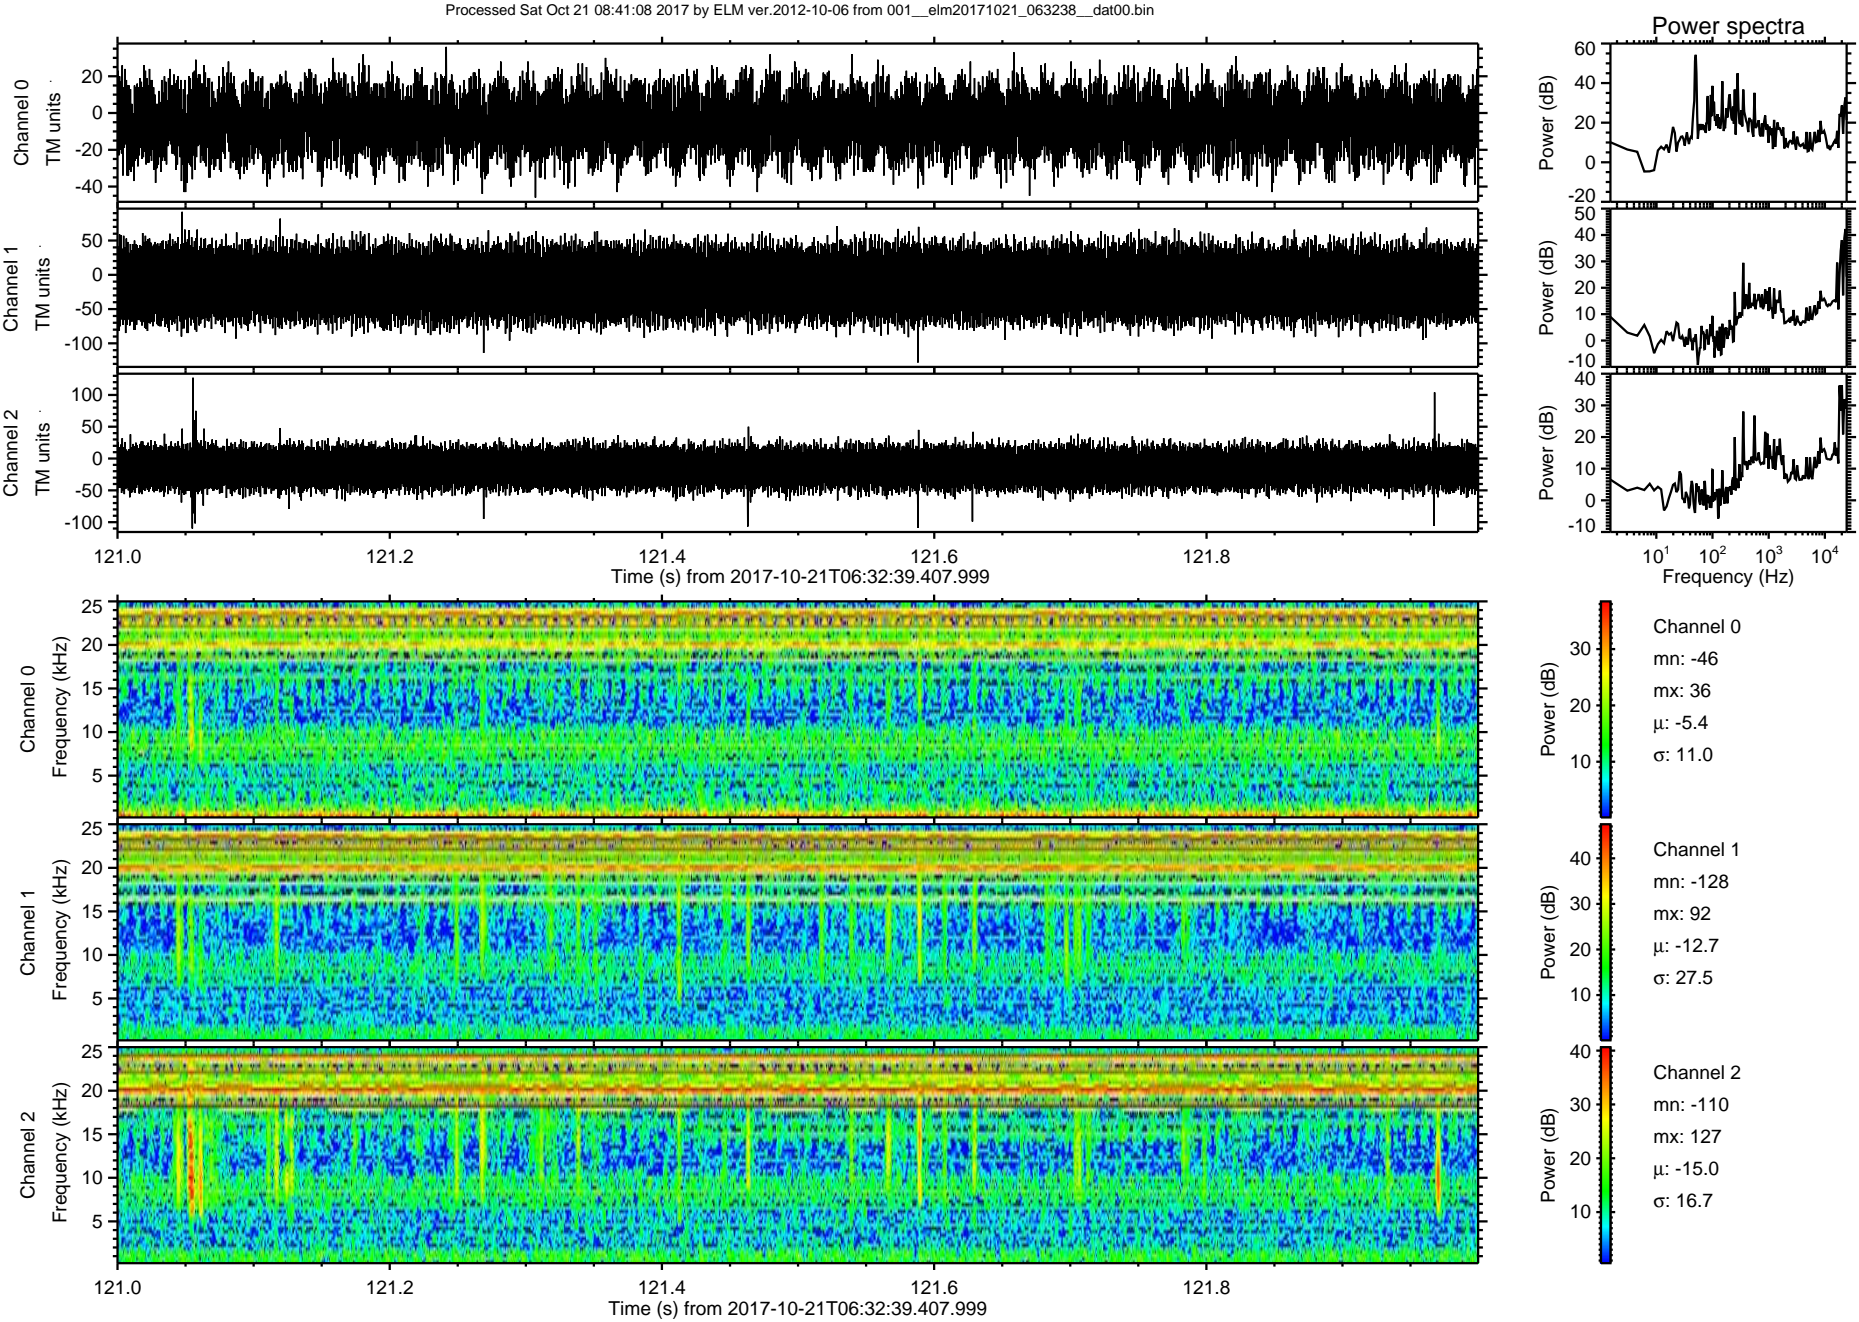 Processed Sat Oct 21 08:41:08 2017 by ELM ver.2012-10-06 from 001__elm20171021_063238__dat00.bin
Power spectra
Channel 0
TM units
20
0
-20
-40
Power (dB)
60
40
20
0
-20
Channel 1
TM units
50
0
-50
-100
Power (dB)
50
40
30
20
10
0
-10
Channel 2
TM units
100
50
0
-50
-100
Power (dB)
40
30
20
10
0
-10
121.0 121.2 121.4 121.6 121.8
Time (s) from 2017-10-21T06:32:39.407.999
10¹ 10² 10³ 10⁴
Frequency (Hz)
Channel 0
Frequency (kHz)
25
20
15
10
5
Power (dB)
30
20
10
Channel 0
mn: -46
mx: 36
μ: -5.4
σ: 11.0
Channel 1
Frequency (kHz)
25
20
15
10
5
Power (dB)
40
30
20
10
Channel 1
mn: -128
mx: 92
μ: -12.7
σ: 27.5
Channel 2
Frequency (kHz)
25
20
15
10
5
Power (dB)
40
30
20
10
Channel 2
mn: -110
mx: 127
μ: -15.0
σ: 16.7
121.0 121.2 121.4 121.6 121.8
Time (s) from 2017-10-21T06:32:39.407.999